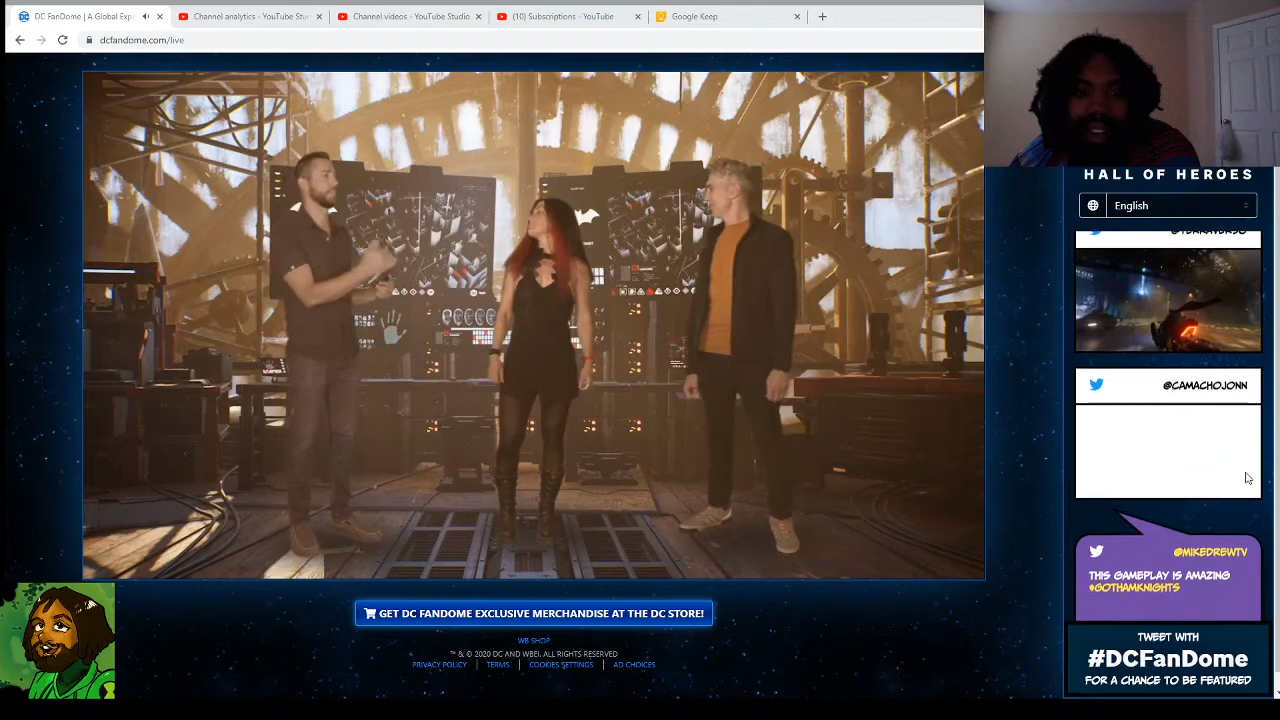 DC FanDome | A Global Exp
Channel analytics - YouTube Stu
Channel videos - YouTube Studio
(10) Subscriptions - YouTube
Google Keep
dcfandome.com/live
HALL OF HEROES
English
@CAMACHOJONN
@MIKEDREWTV
THIS GAMEPLAY IS AMAZING
#GOTHAMKNIGHTS
TWEET WITH
#DCFanDome
FOR A CHANCE TO BE FEATURED
GET DC FANDOME EXCLUSIVE MERCHANDISE AT THE DC STORE!
WB SHOP
™ & © 2020 DC AND WBEI. ALL RIGHTS RESERVED
PRIVACY POLICY | TERMS | COOKIES SETTINGS | AD CHOICES